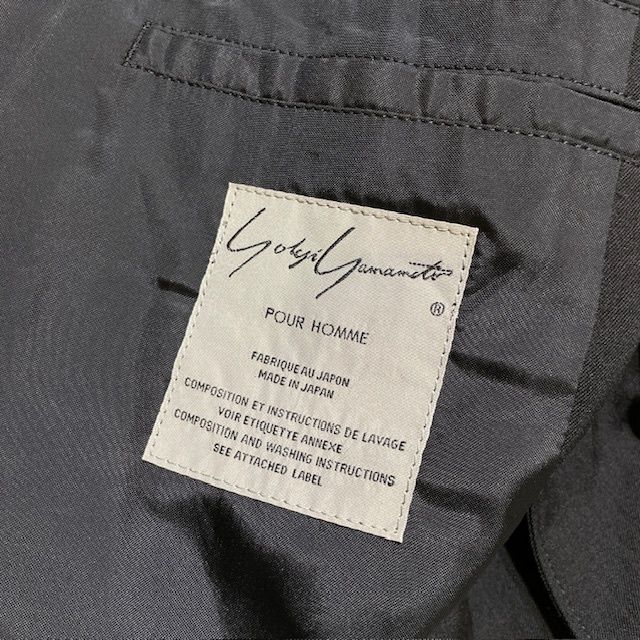 Yohji Yamamoto
®
POUR HOMME
FABRIQUE AU JAPON
MADE IN JAPAN
COMPOSITION ET INSTRUCTIONS DE LAVAGE
VOIR ETIQUETTE ANNEXE
COMPOSITION AND WASHING INSTRUCTIONS
SEE ATTACHED LABEL